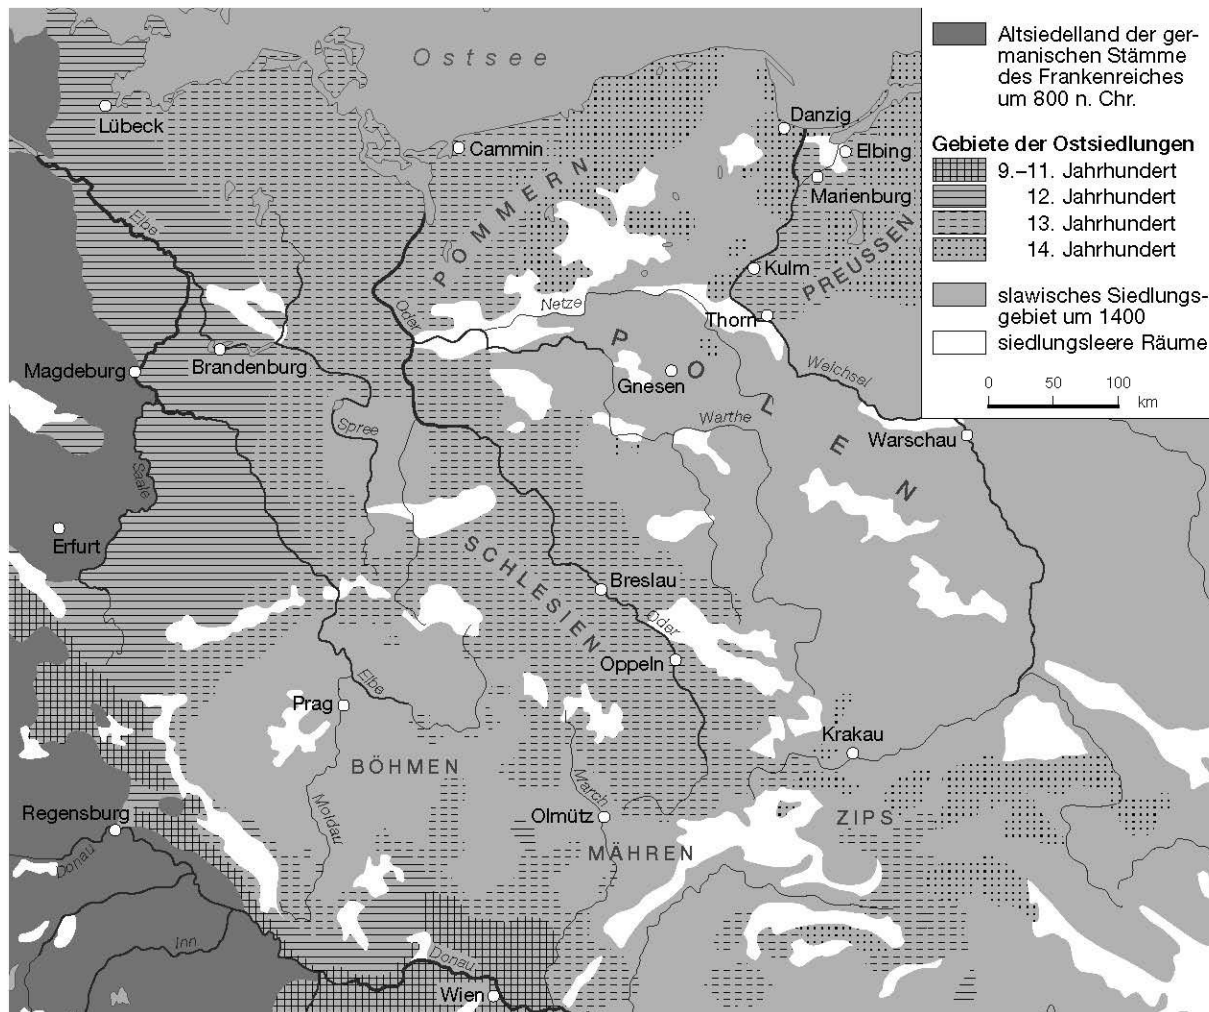 Altsiedelland der ger-
manischen Stämme
des Frankenreiches
um 800 n. Chr.
Gebiete der Ostsiedlungen
9.–11. Jahrhundert
12. Jahrhundert
13. Jahrhundert
14. Jahrhundert
slawisches Siedlungs-
gebiet um 1400
siedlungsleere Räume
0 50 100
km
Ostsee
Lübeck
Cammin
Danzig
Elbing
Marienburg
POMMERN
PREUSSEN
Elbe
Kulm
Oder
Netze
Thorn
Magdeburg
Brandenburg
POLEN
Gnesen
Weichsel
Warthe
Spree
Warschau
Saale
Erfurt
SCHLESIEN
Breslau
Oder
Oppeln
Elbe
Prag
Krakau
BÖHMEN
March
Regensburg
Moldau
Olmütz
ZIPS
Donau
MÄHREN
Inn
Donau
Wien